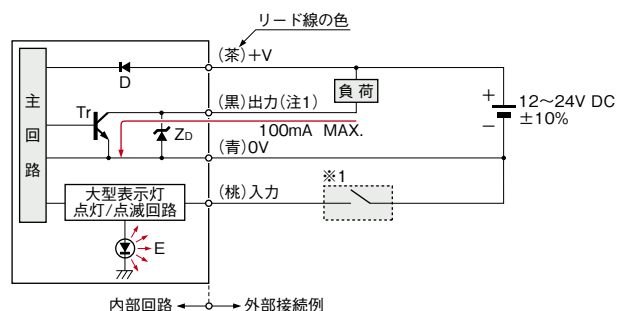 リード線の色
(茶)+V
D
主回路
Tr
(黒)出力(注1)
負荷
+
12〜24V DC
−
±10%
ZD
100mA MAX.
(青)0V
大型表示灯
点灯/点滅回路
(桃)入力
※1
E
内部回路
外部接続例